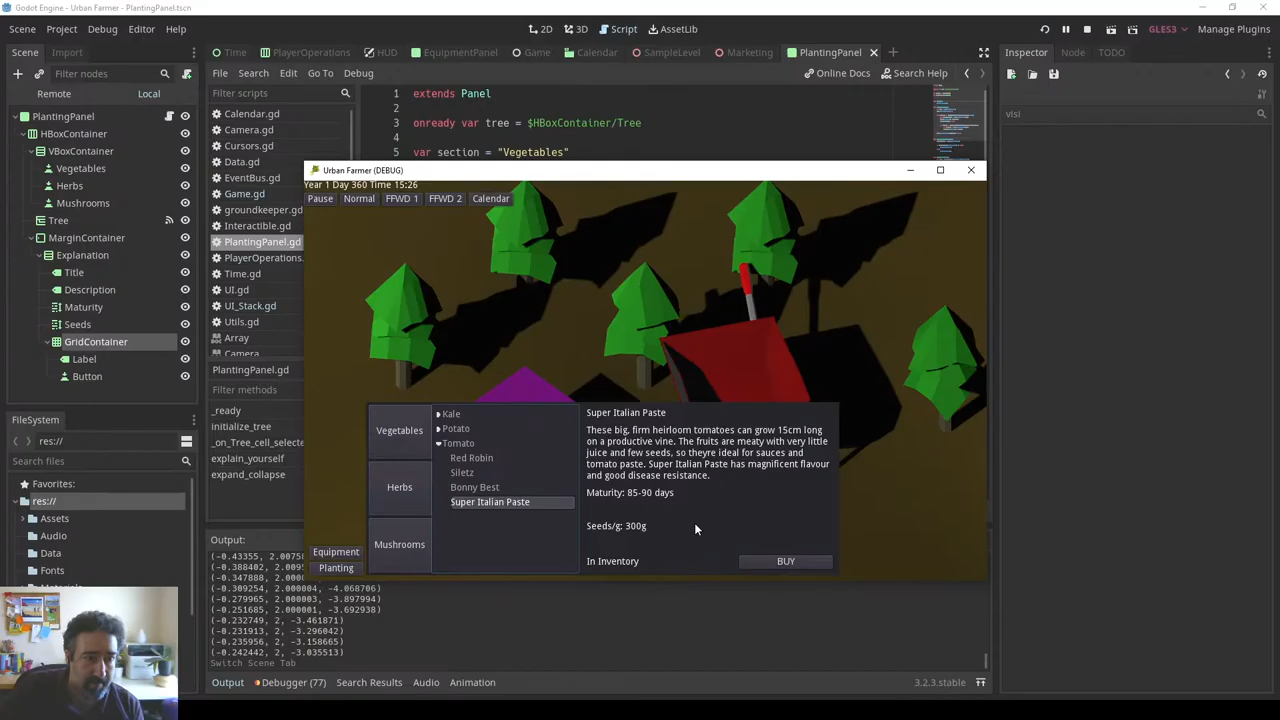 Godot Engine - Urban Farmer - PlantingPanel.tscn
Scene Project Debug Editor Help
2D 3D Script AssetLib
GLES3 Manage Plugins
Scene Import
Time PlayerOperations HUD EquipmentPanel Game Calendar SampleLevel Marketing PlantingPanel
Inspector Node TODO
Filter nodes
File Search Edit Go To Debug
Online Docs Search Help
Remote Local
Filter scripts
visi
PlantingPanel
HBoxContainer
VBoxContainer
Vegetables
Herbs
Mushrooms
Tree
MarginContainer
Explanation
Title
Description
Maturity
Seeds
GridContainer
Label
Button
Calendar.gd
Camera.gd
Cursers.gd
Data.gd
EventBus.gd
Game.gd
groundkeeper.gd
Interactible.gd
PlantingPanel.gd
PlayerOperations.
Time.gd
UI.gd
UI_Stack.gd
Utils.gd
Array
Camera
PlantingPanel.gd
Filter methods
_ready
initialize_tree
_on_Tree_cell_selecte
explain_yourself
expand_collapse
1 extends Panel
2
3 onready var tree = $HBoxContainer/Tree
4
5 var section = "Vegetables"
Urban Farmer (DEBUG)
Year 1 Day 360 Time 15:26
Pause Normal FFWD 1 FFWD 2 Calendar
Vegetables
Herbs
Mushrooms
Kale
Potato
Tomato
Red Robin
Siletz
Bonny Best
Super Italian Paste
Super Italian Paste
These big, firm heirloom tomatoes can grow 15cm long
on a productive vine. The fruits are meaty with very little
juice and few seeds, so theyre ideal for sauces and
tomato paste. Super Italian Paste has magnificent flavour
and good disease resistance.
Maturity: 85-90 days
Seeds/g: 300g
In Inventory BUY
Equipment
Planting
FileSystem
res://
Search files
Favorites:
res://
Assets
Audio
Data
Fonts
Output:
(-0.388402, 2.0000
(-0.347888, 2.0000
(-0.309254, 2.000004, -4.068706)
(-0.279965, 2.000001, -3.897994)
(-0.251685, 2.000001, -3.692938)
(-0.232749, 2, -3.461871)
(-0.231913, 2, -3.296042)
(-0.235956, 2, -3.158665)
(-0.242442, 2, -3.035513)
Switch Scene Tab
Output Debugger (77) Search Results Audio Animation
3.2.3.stable